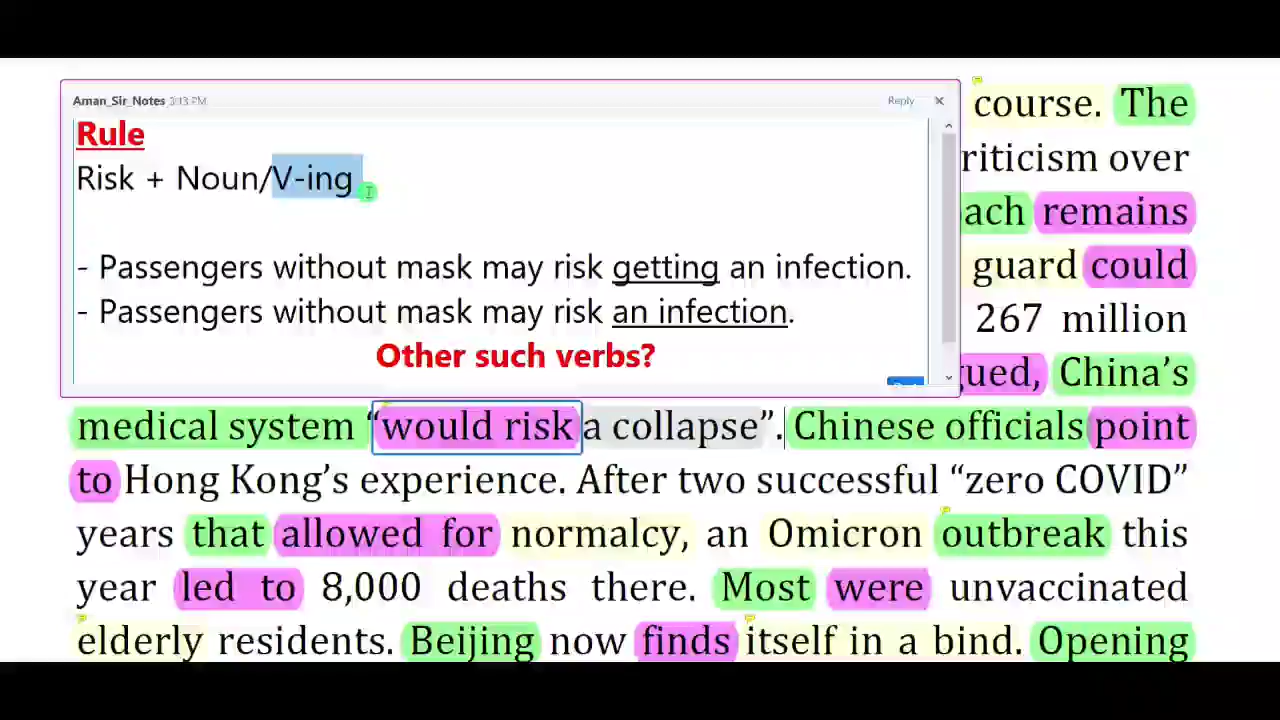 Aman_Sir_Notes 3:13 PM
Reply
Rule
Risk + Noun/V-ing
- Passengers without mask may risk getting an infection.
- Passengers without mask may risk an infection.
Other such verbs?
course. The
riticism over
ach remains
guard could
267 million
gued, China’s
medical system “would risk a collapse”. Chinese officials point
to Hong Kong’s experience. After two successful “zero COVID”
years that allowed for normalcy, an Omicron outbreak this
year led to 8,000 deaths there. Most were unvaccinated
elderly residents. Beijing now finds itself in a bind. Opening